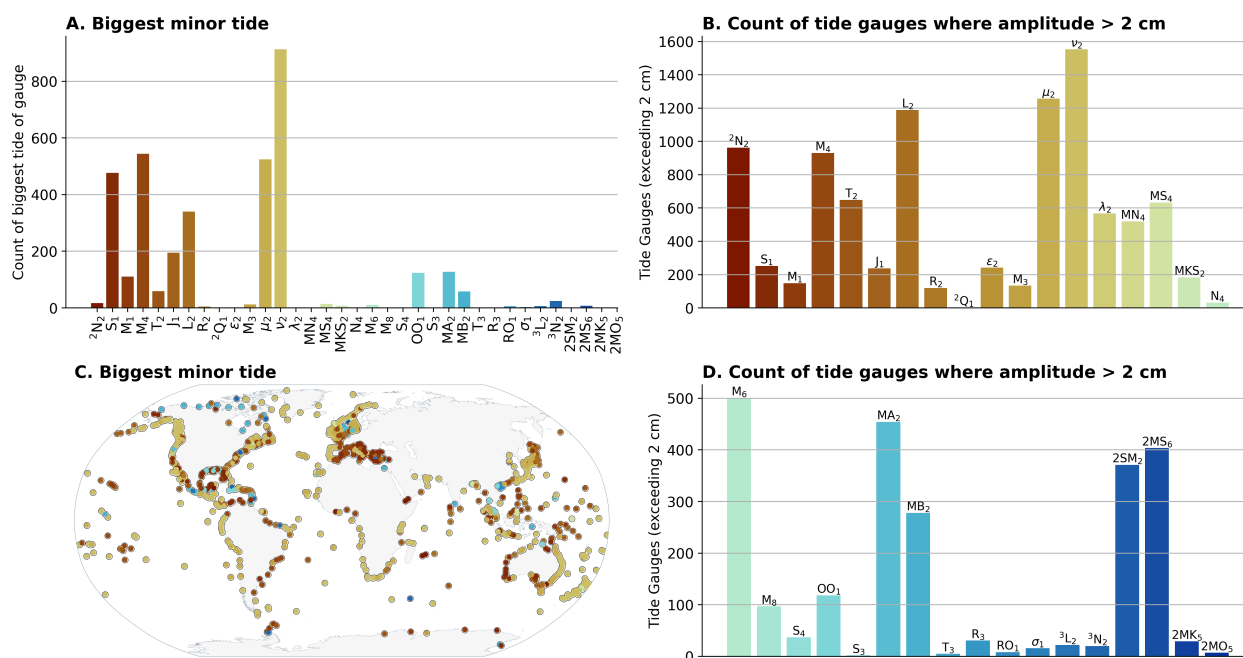 A. Biggest minor tide
Count of biggest tide of gauge
800
600
400
200
0
²N₂ S₁ M₁ M₄ T₂ J₁ L₂ R₂ ²Q₁ ε₂ M₃ μ₂ ν₂ λ₂ MN₄ MS₄ MKS₂ N₄ M₆ M₈ S₄ OO₁ S₃ MA₂ MB₂ T₃ R₃ RO₁ σ₁ ³L₂ ³N₂ 2SM₂ 2MS₆ 2MK₅ 2MO₅
B. Count of tide gauges where amplitude > 2 cm
Tide Gauges (exceeding 2 cm)
1600
1400
1200
1000
800
600
400
200
0
²N₂ S₁ M₁ M₄ T₂ J₁ L₂ R₂ ²Q₁ ε₂ M₃ μ₂ ν₂ λ₂ MN₄ MS₄ MKS₂ N₄
C. Biggest minor tide
D. Count of tide gauges where amplitude > 2 cm
Tide Gauges (exceeding 2 cm)
500
400
300
200
100
0
M₆ M₈ S₄ OO₁ S₃ MA₂ MB₂ T₃ R₃ RO₁ σ₁ ³L₂ ³N₂ 2SM₂ 2MS₆ 2MK₅ 2MO₅